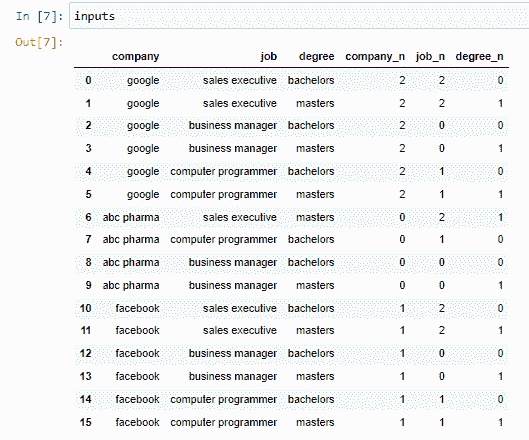 In [7]: inputs
Out[7]:
company job degree company_n job_n degree_n
0 google sales executive bachelors 2 2 0
1 google sales executive masters 2 2 1
2 google business manager bachelors 2 0 0
3 google business manager masters 2 0 1
4 google computer programmer bachelors 2 1 0
5 google computer programmer masters 2 1 1
6 abc pharma sales executive masters 0 2 1
7 abc pharma computer programmer bachelors 0 1 0
8 abc pharma business manager bachelors 0 0 0
9 abc pharma business manager masters 0 0 1
10 facebook sales executive bachelors 1 2 0
11 facebook sales executive masters 1 2 1
12 facebook business manager bachelors 1 0 0
13 facebook business manager masters 1 0 1
14 facebook computer programmer bachelors 1 1 0
15 facebook computer programmer masters 1 1 1